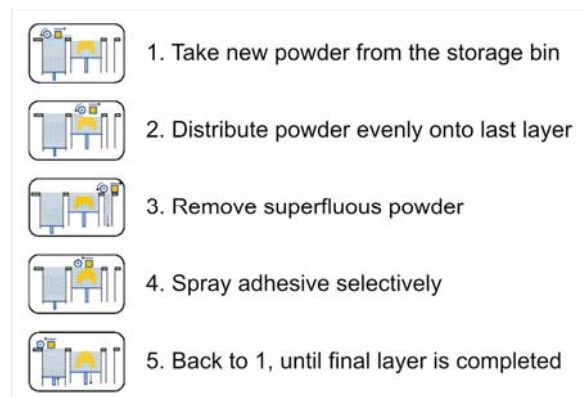 1. Take new powder from the storage bin
2. Distribute powder evenly onto last layer
3. Remove superfluous powder
4. Spray adhesive selectively
5. Back to 1, until final layer is completed